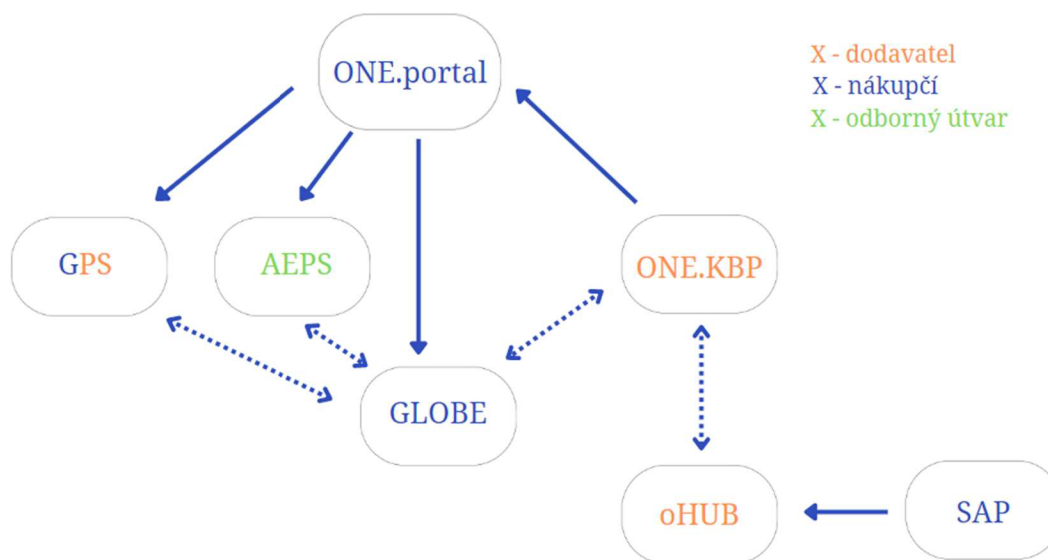 ONE.portal
X - dodavatel
X - nákupčí
X - odborný útvar
GPS
AEPS
ONE.KBP
GLOBE
oHUB
SAP